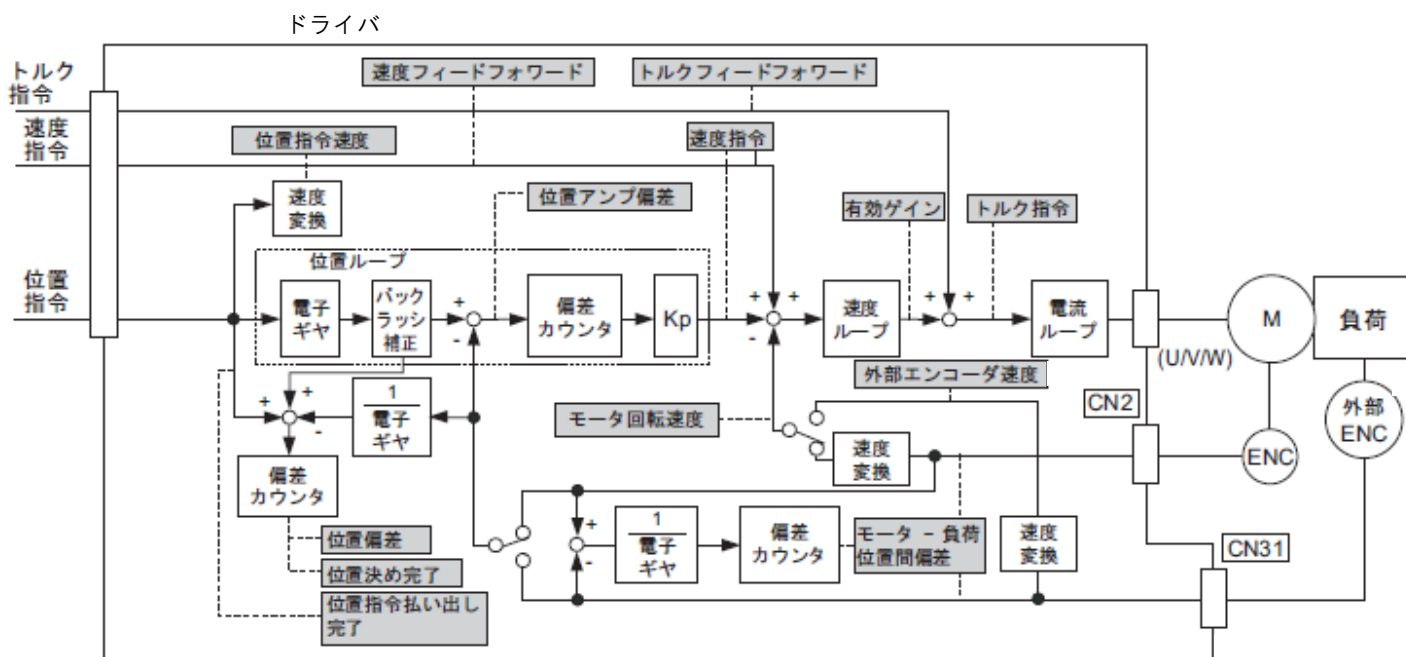 ドライバ
トルク
指令
速度フィードフォワード
トルクフィードフォワード
速度
指令
位置指令速度
速度指令
速度
変換
位置アンプ偏差
有効ゲイン
トルク指令
位置
指令
位置ループ
電子
ギヤ
バック
ラッシ
補正
+
-
偏差
カウンタ
Kp
+
+
-
速度
ループ
+
+
電流
ループ
(U/V/W)
M
負荷
外部エンコーダ速度
CN2
外部
ENC
+
+
-
1
電子
ギヤ
モータ回転速度
速度
変換
ENC
偏差
カウンタ
位置偏差
位置決め完了
位置指令払い出し
完了
+
-
1
電子
ギヤ
偏差
カウンタ
モータ - 負荷
位置間偏差
速度
変換
CN31